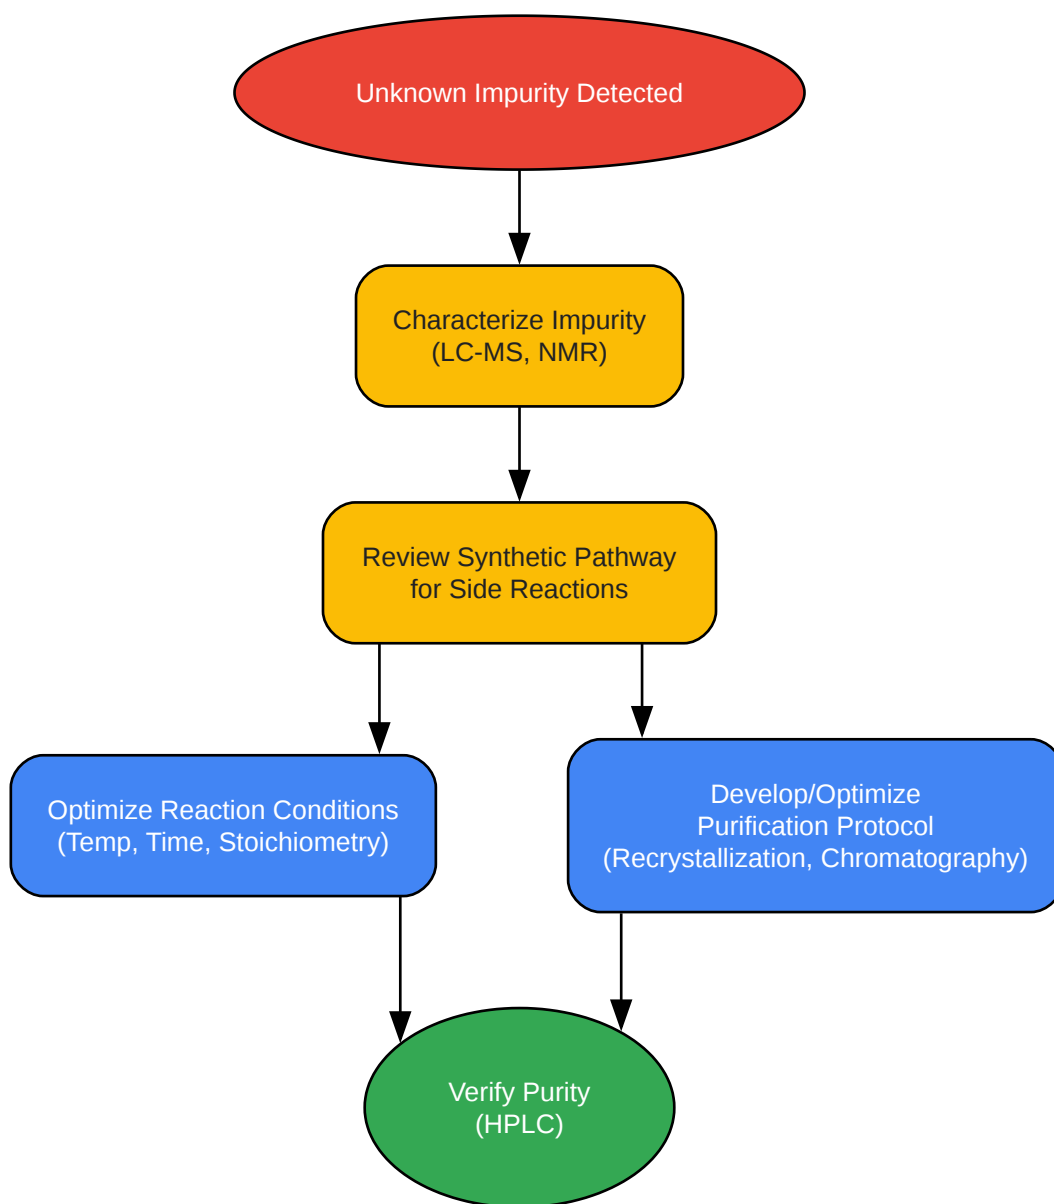 Unknown Impurity Detected
Characterize Impurity
(LC-MS, NMR)
Review Synthetic Pathway
for Side Reactions
Optimize Reaction Conditions
(Temp, Time, Stoichiometry)
Develop/Optimize
Purification Protocol
(Recrystallization, Chromatography)
Verify Purity
(HPLC)